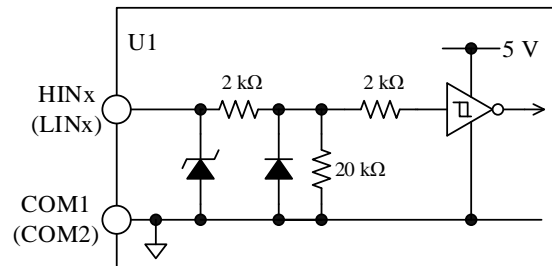 U1
5 V
2 kΩ
2 kΩ
HINx
(LINx)
20 kΩ
COM1
(COM2)